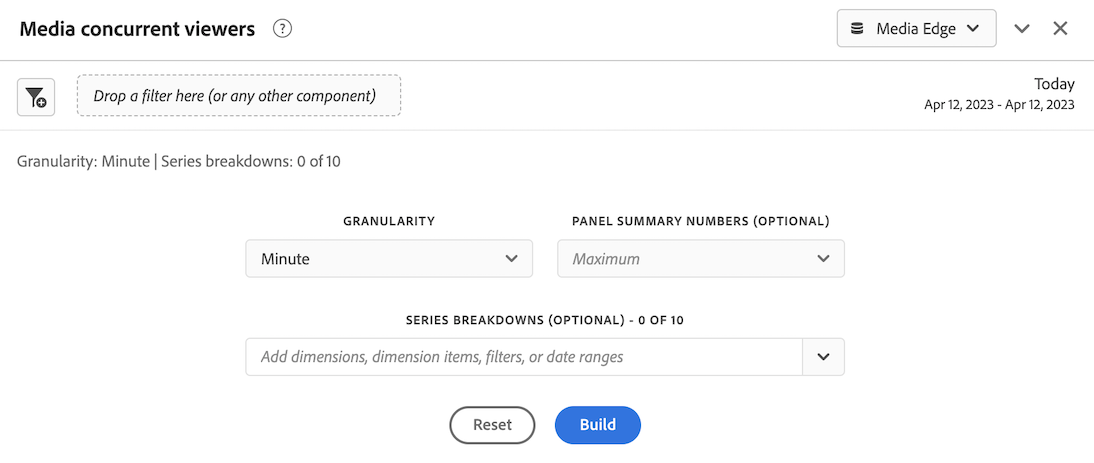 Media concurrent viewers ?
Media Edge
Drop a filter here (or any other component)
Today
Apr 12, 2023 - Apr 12, 2023
Granularity: Minute | Series breakdowns: 0 of 10
GRANULARITY
PANEL SUMMARY NUMBERS (OPTIONAL)
Minute
Maximum
SERIES BREAKDOWNS (OPTIONAL) - 0 OF 10
Add dimensions, dimension items, filters, or date ranges
Reset
Build